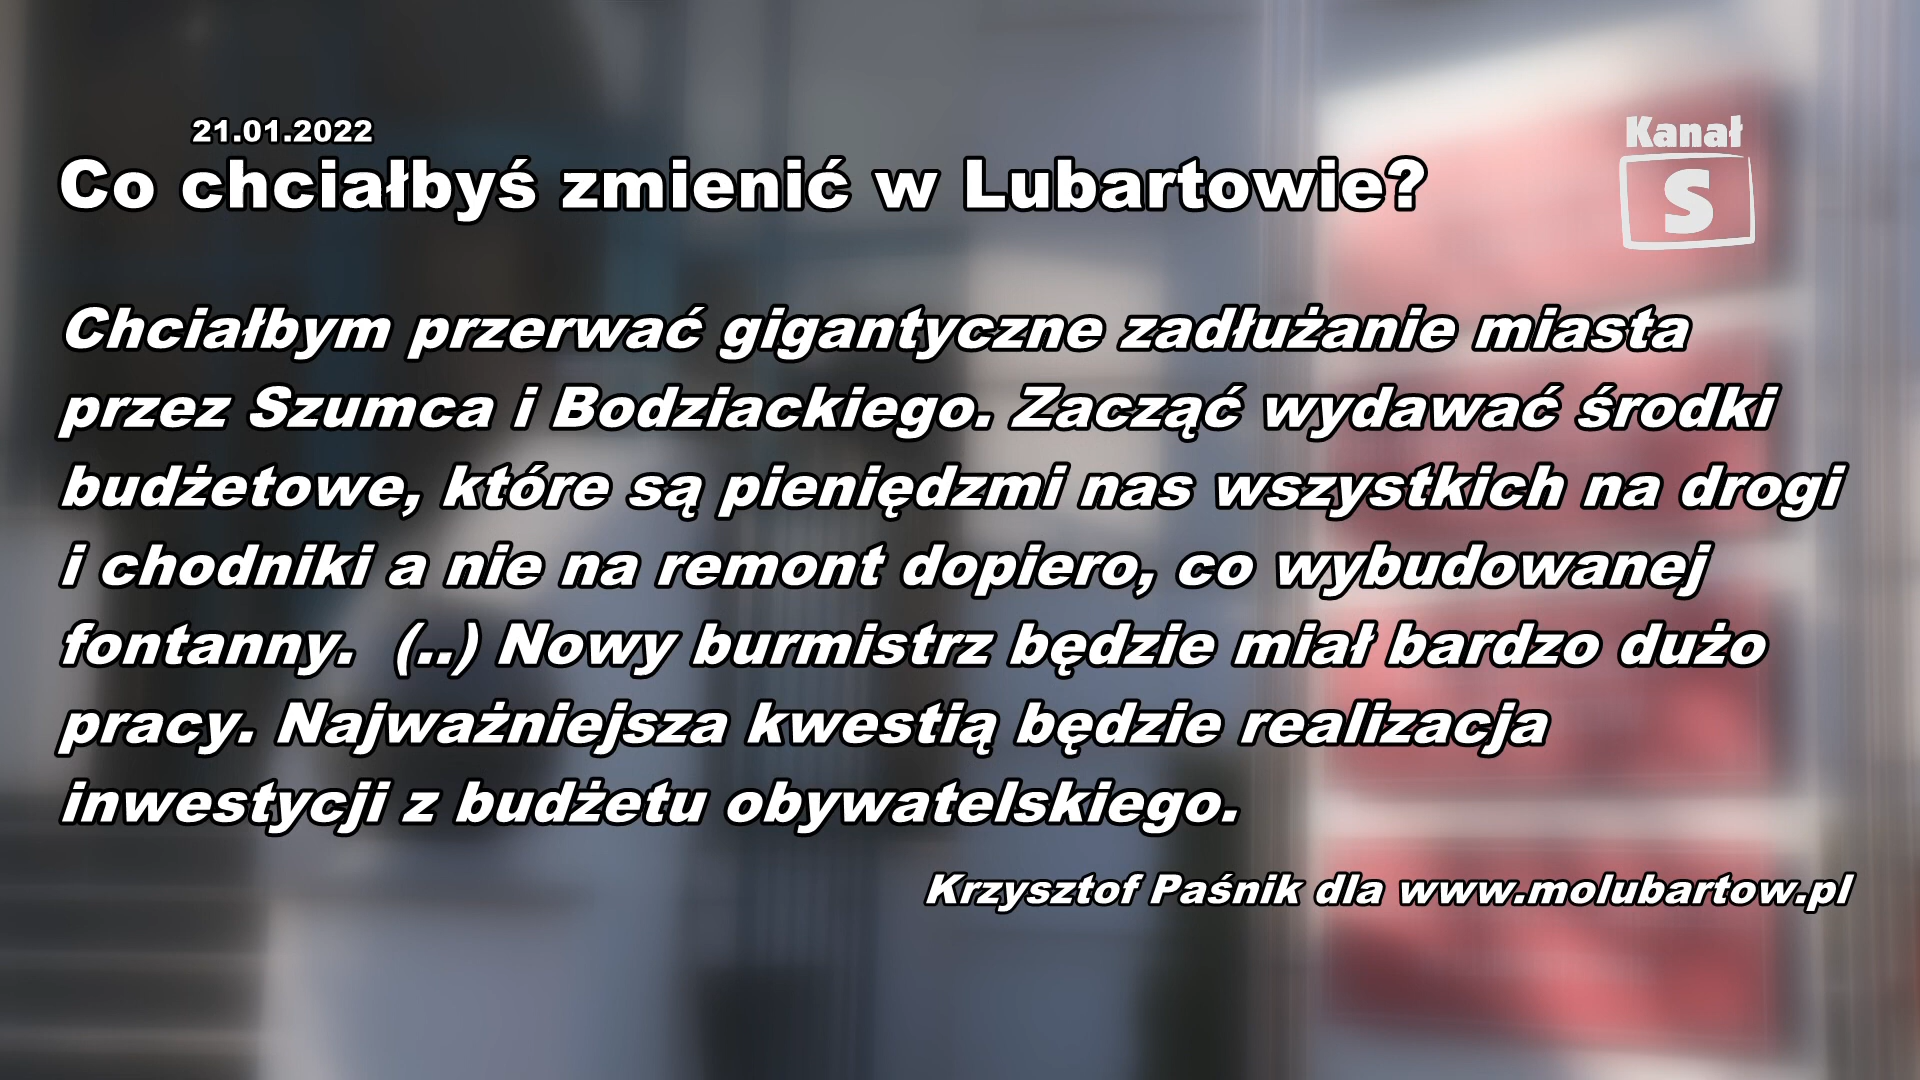 21.01.2022
Co chciałbyś zmienić w Lubartowie?
Kanał
S
Chciałbym przerwać gigantyczne zadłużanie miasta
przez Szumca i Bodziackiego. Zacząć wydawać środki
budżetowe, które są pieniędzmi nas wszystkich na drogi
i chodniki a nie na remont dopiero, co wybudowanej
fontanny.  (..) Nowy burmistrz będzie miał bardzo dużo
pracy. Najważniejsza kwestią będzie realizacja
inwestycji z budżetu obywatelskiego.
Krzysztof Paśnik dla www.molubartow.pl